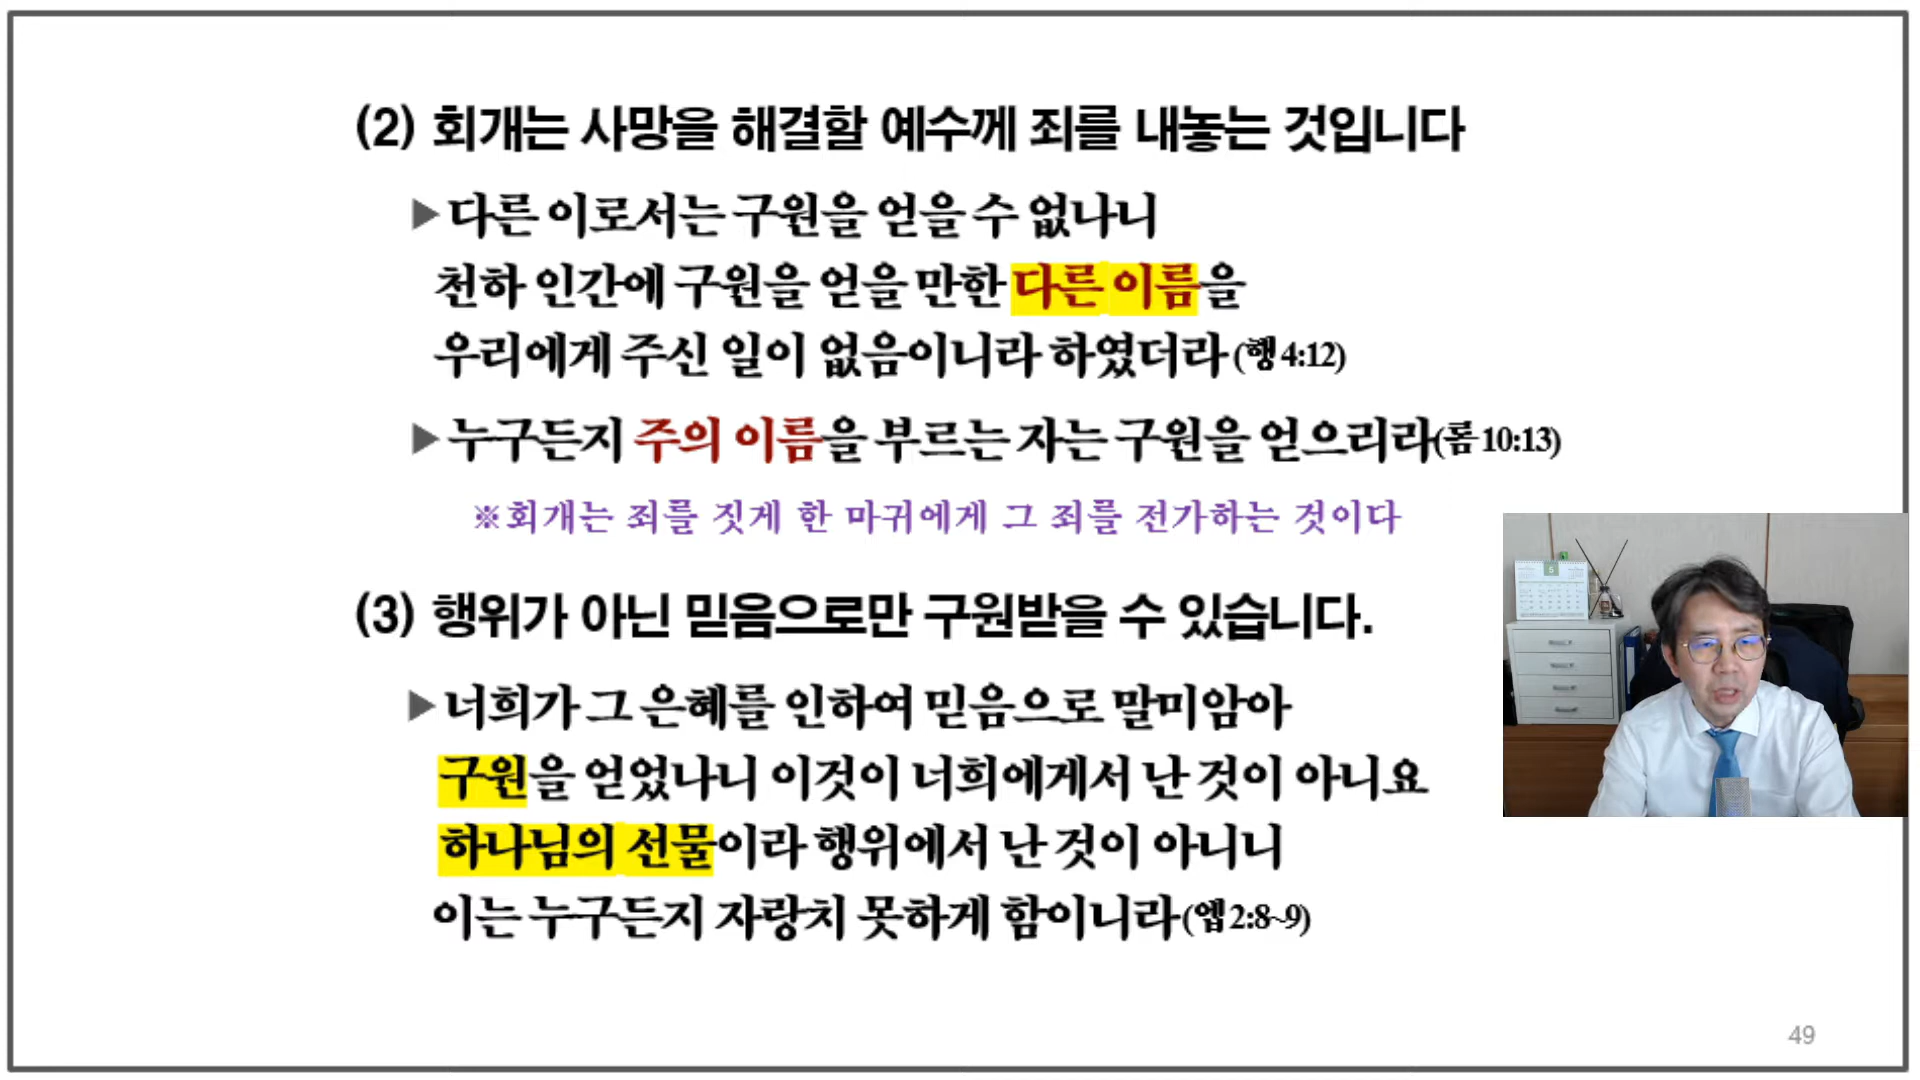 (2) 회개는 사망을 해결할 예수께 죄를 내놓는 것입니다
▶다른 이로서는 구원을 얻을 수 없나니
천하 인간에 구원을 얻을 만한 다른 이름을
우리에게 주신 일이 없음이니라 하였더라(행4:12)
▶누구든지 주의 이름을 부르는 자는 구원을 얻으리라(롬10:13)
※회개는 죄를 짓게 한 마귀에게 그 죄를 전가하는 것이다
(3) 행위가 아닌 믿음으로만 구원받을 수 있습니다.
▶너희가 그 은혜를 인하여 믿음으로 말미암아
구원을 얻었나니 이것이 너희에게서 난 것이 아니요
하나님의 선물이라 행위에서 난 것이 아니니
이는 누구든지 자랑치 못하게 함이니라(엡2:8~9)
5
49